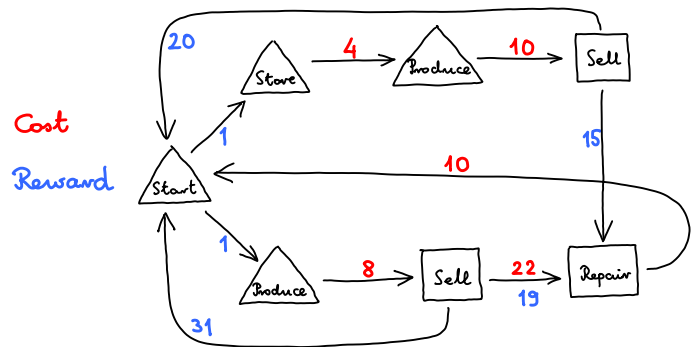 20
4
10
Sell
Store
Produce
Cost
1
15
Reward
Start
10
1
8
Sell
22
19
Repair
Produce
31